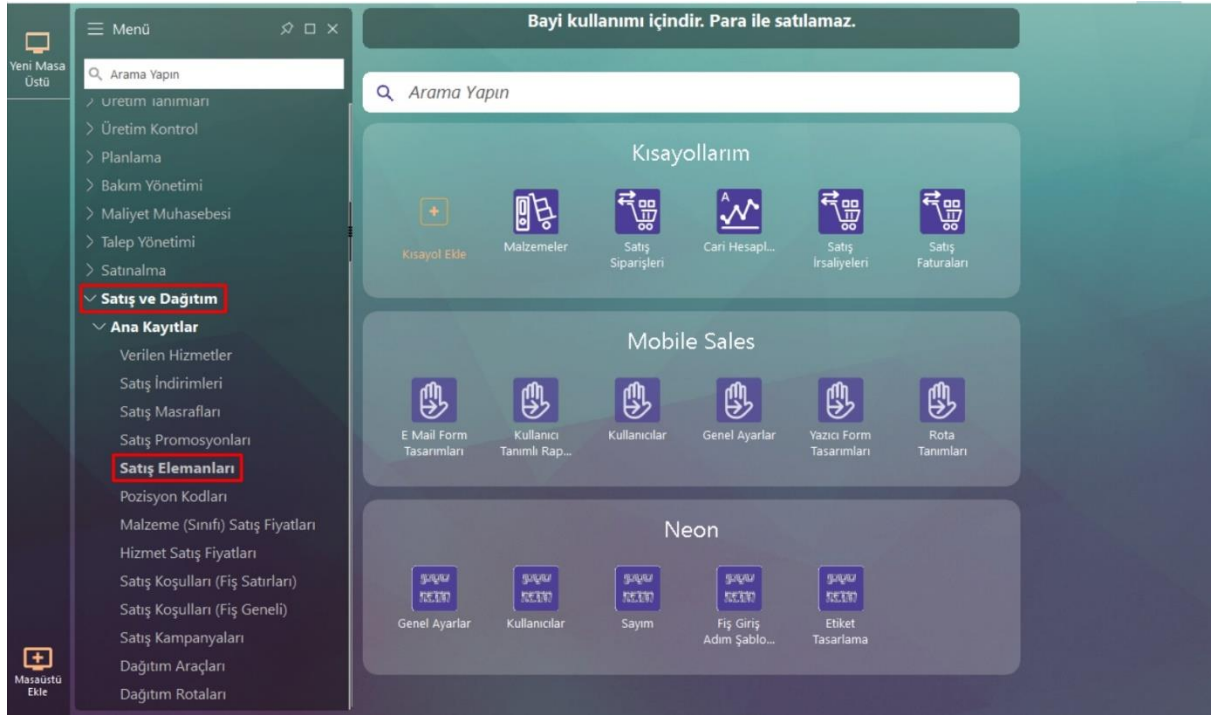 Yeni Masa
Üstü
Masaüstü
Ekle
Menü
Arama Yapın
Üretim Tanımları
Üretim Kontrol
Planlama
Bakım Yönetimi
Maliyet Muhasebesi
Talep Yönetimi
Satınalma
Satış ve Dağıtım
Ana Kayıtlar
Verilen Hizmetler
Satış İndirimleri
Satış Masrafları
Satış Promosyonları
Satış Elemanları
Pozisyon Kodları
Malzeme (Sınıfı) Satış Fiyatları
Hizmet Satış Fiyatları
Satış Koşulları (Fiş Satırları)
Satış Koşulları (Fiş Geneli)
Satış Kampanyaları
Dağıtım Araçları
Dağıtım Rotaları
Bayi kullanımı içindir. Para ile satılamaz.
Arama Yapın
Kısayollarım
Kısayol Ekle
Malzemeler
Satış
Siparişleri
A
Cari Hesapl...
Satış
İrsaliyeleri
Satış
Faturaları
Mobile Sales
E Mail Form
Tasarımları
Kullanıcı
Tanımlı Rap...
Kullanıcılar
Genel Ayarlar
Yazıcı Form
Tasarımları
Rota
Tanımları
Neon
Genel Ayarlar
Kullanıcılar
Sayım
Fiş Giriş
Adım Şablo...
Etiket
Tasarlama